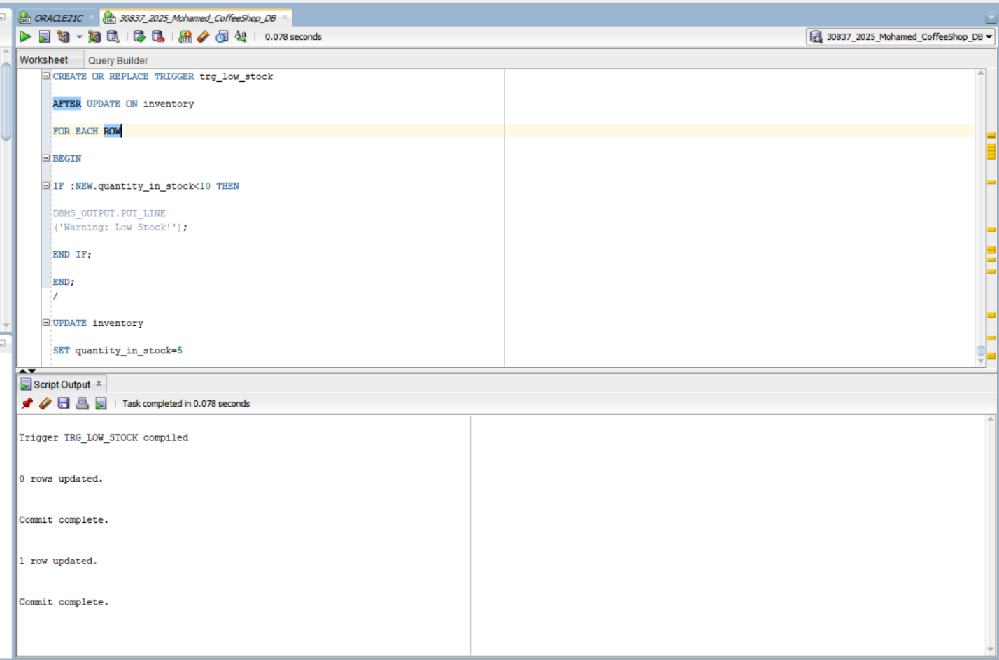 ORACLE21C
30837_2025_Mohamed_CoffeeShop_DB
0.078 seconds
30837_2025_Mohamed_CoffeeShop_DB
Worksheet Query Builder
CREATE OR REPLACE TRIGGER trg_low_stock
AFTER UPDATE ON inventory
FOR EACH ROW
BEGIN
IF :NEW.quantity_in_stock<10 THEN
DBMS_OUTPUT.PUT_LINE
('Warning: Low Stock!');
END IF;
END;
/
UPDATE inventory
SET quantity_in_stock=5
Script Output x
Task completed in 0.078 seconds
Trigger TRG_LOW_STOCK compiled
0 rows updated.
Commit complete.
1 row updated.
Commit complete.